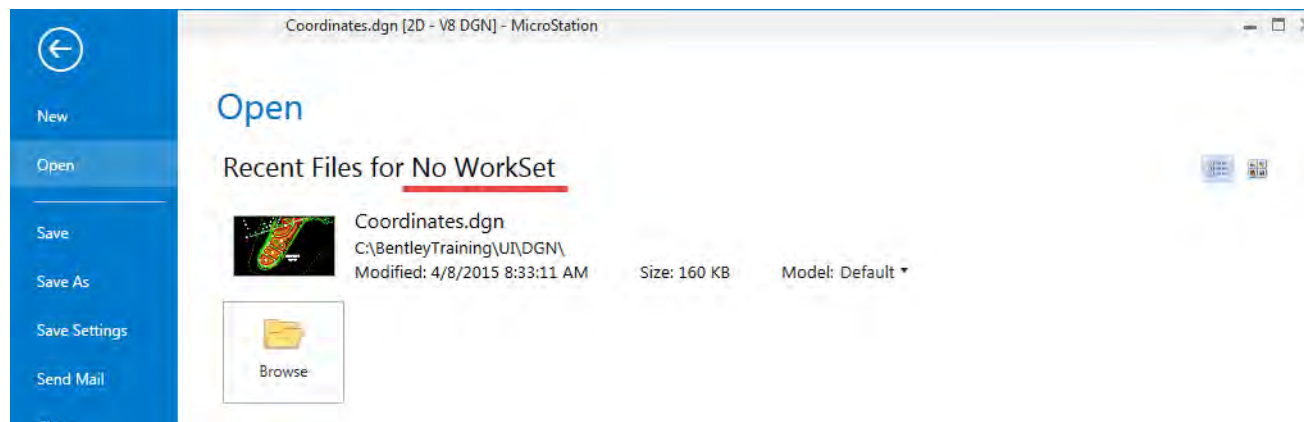 Coordinates.dgn [2D - V8 DGN] - MicroStation
New
Open
Save
Save As
Save Settings
Send Mail
Open
Recent Files for No WorkSet
Coordinates.dgn
C:\BentleyTraining\UI\DGN\
Modified: 4/8/2015 8:33:11 AM Size: 160 KB Model: Default
Browse